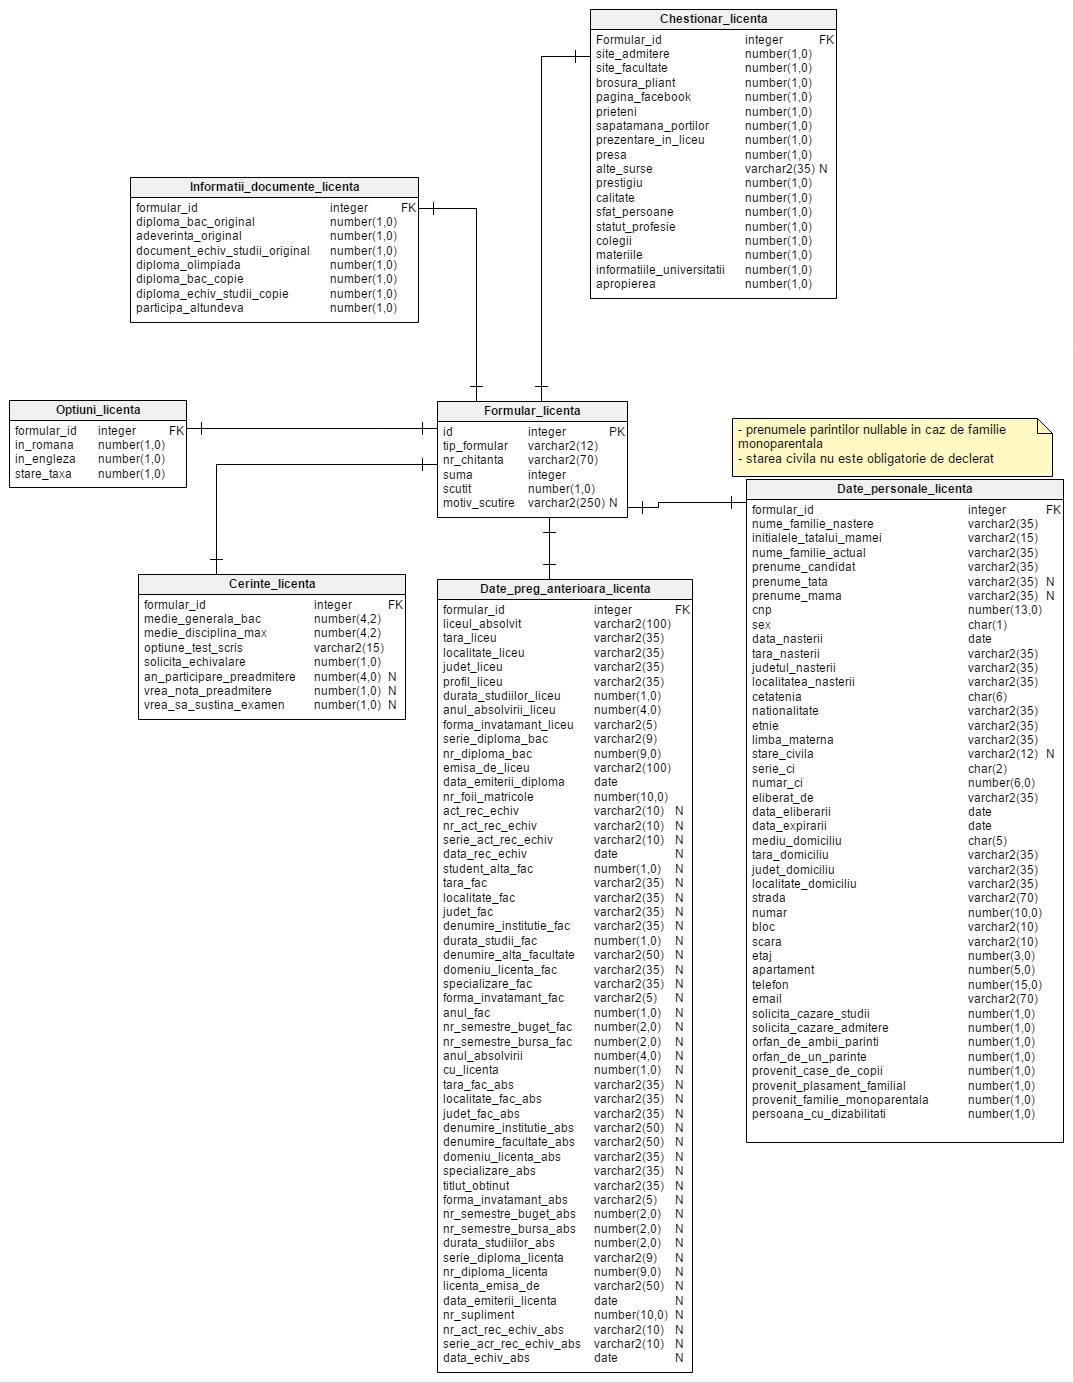 Chestionar_licenta
Formular_id integer FK
site_admitere number(1,0)
site_facultate number(1,0)
brosura_pliant number(1,0)
pagina_facebook number(1,0)
prieteni number(1,0)
sapatamana_portilor number(1,0)
prezentare_in_liceu number(1,0)
presa number(1,0)
alte_surse varchar2(35) N
prestigiu number(1,0)
calitate number(1,0)
sfat_persoane number(1,0)
statut_profesie number(1,0)
colegii number(1,0)
materiile number(1,0)
informatiile_universitatii number(1,0)
apropierea number(1,0)
Informatii_documente_licenta
formular_id integer FK
diploma_bac_original number(1,0)
adeverinta_original number(1,0)
document_echiv_studii_original number(1,0)
diploma_olimpiada number(1,0)
diploma_bac_copie number(1,0)
diploma_echiv_studii_copie number(1,0)
participa_altundeva number(1,0)
Optiuni_licenta
formular_id integer FK
in_romana number(1,0)
in_engleza number(1,0)
stare_taxa number(1,0)
Formular_licenta
id integer PK
tip_formular varchar2(12)
nr_chitanta varchar2(70)
suma integer
scutit number(1,0)
motiv_scutire varchar2(250) N
- prenumele parintilor nullable in caz de familie
monoparentala
- starea civila nu este obligatorie de declerat
Cerinte_licenta
formular_id integer FK
medie_generala_bac number(4,2)
medie_disciplina_max number(4,2)
optiune_test_scris varchar2(15)
solicita_echivalare number(1,0)
an_participare_preadmitere number(4,0) N
vrea_nota_preadmitere number(1,0) N
vrea_sa_sustina_examen number(1,0) N
Date_preg_anterioara_licenta
formular_id integer FK
liceul_absolvit varchar2(100)
tara_liceu varchar2(35)
localitate_liceu varchar2(35)
judet_liceu varchar2(35)
profil_liceu varchar2(35)
durata_studiilor_liceu number(1,0)
anul_absolvirii_liceu number(4,0)
forma_invatamant_liceu varchar2(5)
serie_diploma_bac varchar2(9)
nr_diploma_bac number(9,0)
emisa_de_liceu varchar2(100)
data_emiterii_diploma date
nr_foii_matricole number(10,0)
act_rec_echiv varchar2(10) N
nr_act_rec_echiv varchar2(10) N
serie_act_rec_echiv varchar2(10) N
data_rec_echiv date N
student_alta_fac number(1,0) N
tara_fac varchar2(35) N
localitate_fac varchar2(35) N
judet_fac varchar2(35) N
denumire_institutie_fac varchar2(35) N
durata_studii_fac number(1,0) N
denumire_alta_facultate varchar2(50) N
domeniu_licenta_fac varchar2(35) N
specializare_fac varchar2(35) N
forma_invatamant_fac varchar2(5) N
anul_fac number(1,0) N
nr_semestre_buget_fac number(2,0) N
nr_semestre_bursa_fac number(2,0) N
anul_absolvirii number(4,0) N
cu_licenta number(1,0) N
tara_fac_abs varchar2(35) N
localitate_fac_abs varchar2(35) N
judet_fac_abs varchar2(35) N
denumire_institutie_abs varchar2(50) N
denumire_facultate_abs varchar2(50) N
domeniu_licenta_abs varchar2(35) N
specializare_abs varchar2(35) N
titlut_obtinut varchar2(35) N
forma_invatamant_abs varchar2(5) N
nr_semestre_buget_abs number(2,0) N
nr_semestre_bursa_abs number(2,0) N
durata_studiilor_abs number(2,0) N
serie_diploma_licenta varchar2(9) N
nr_diploma_licenta number(9,0) N
licenta_emisa_de varchar2(50) N
data_emiterii_licenta date N
nr_supliment number(10,0) N
nr_act_rec_echiv_abs varchar2(10) N
serie_acr_rec_echiv_abs varchar2(10) N
data_echiv_abs date N
Date_personale_licenta
formular_id integer FK
nume_familie_nastere varchar2(35)
initialele_tatalui_mamei varchar2(15)
nume_familie_actual varchar2(35)
prenume_candidat varchar2(35)
prenume_tata varchar2(35) N
prenume_mama varchar2(35) N
cnp number(13,0)
sex char(1)
data_nasterii date
tara_nasterii varchar2(35)
judetul_nasterii varchar2(35)
localitatea_nasterii varchar2(35)
cetatenia char(6)
nationalitate varchar2(35)
etnie varchar2(35)
limba_materna varchar2(35)
stare_civila varchar2(12) N
serie_ci char(2)
numar_ci number(6,0)
eliberat_de varchar2(35)
data_eliberarii date
data_expirarii date
mediu_domiciliu char(5)
tara_domiciliu varchar2(35)
judet_domiciliu varchar2(35)
localitate_domiciliu varchar2(35)
strada varchar2(70)
numar number(10,0)
bloc varchar2(10)
scara varchar2(10)
etaj number(3,0)
apartament number(5,0)
telefon number(15,0)
email varchar2(70)
solicita_cazare_studii number(1,0)
solicita_cazare_admitere number(1,0)
orfan_de_ambii_parinti number(1,0)
orfan_de_un_parinte number(1,0)
provenit_case_de_copii number(1,0)
provenit_plasament_familial number(1,0)
provenit_familie_monoparentala number(1,0)
persoana_cu_dizabilitati number(1,0)